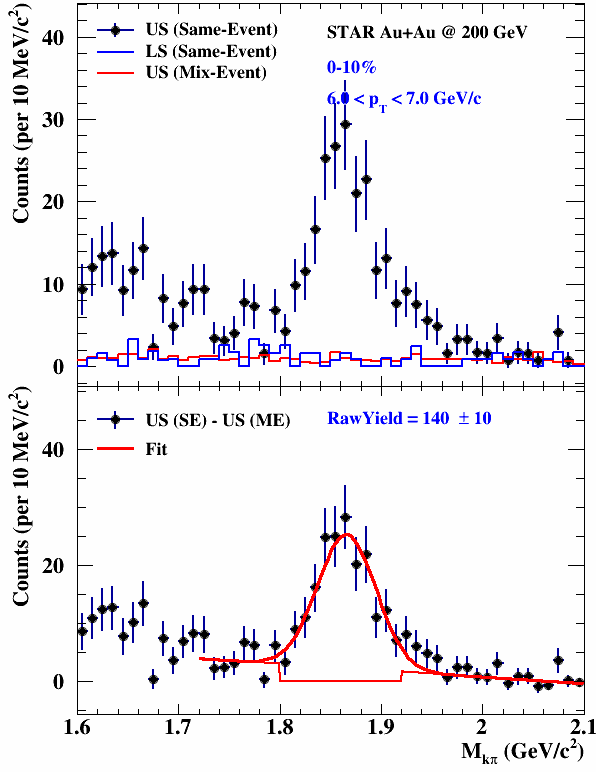 US (Same-Event)
LS (Same-Event)
US (Mix-Event)
STAR Au+Au @ 200 GeV
0-10%
6.0 < p_T < 7.0 GeV/c
Counts (per 10 MeV/c²)
40
30
20
10
0
US (SE) - US (ME)
Fit
RawYield = 140 ± 10
Counts (per 10 MeV/c²)
40
20
0
1.6 1.7 1.8 1.9 2 2.1
M_kπ (GeV/c²)